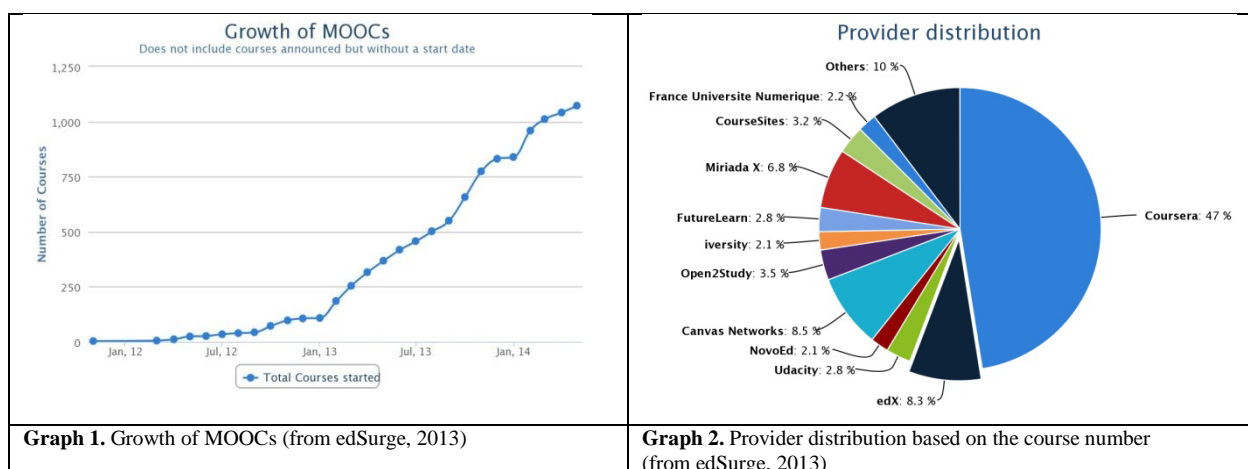 Growth of MOOCs
Does not include courses announced but without a start date
1,250
1,000
750
500
250
0
Number of Courses
Jan, 12
Jul, 12
Jan, 13
Jul, 13
Jan, 14
Total Courses started
Graph 1. Growth of MOOCs (from edSurge, 2013)
Provider distribution
Others: 10 %
France Universite Numerique: 2.2 %
CourseSites: 3.2 %
Miriada X: 6.8 %
FutureLearn: 2.8 %
iversity: 2.1 %
Open2Study: 3.5 %
Canvas Networks: 8.5 %
NovoEd: 2.1 %
Udacity: 2.8 %
edX: 8.3 %
Coursera: 47 %
Graph 2. Provider distribution based on the course number
(from edSurge, 2013)